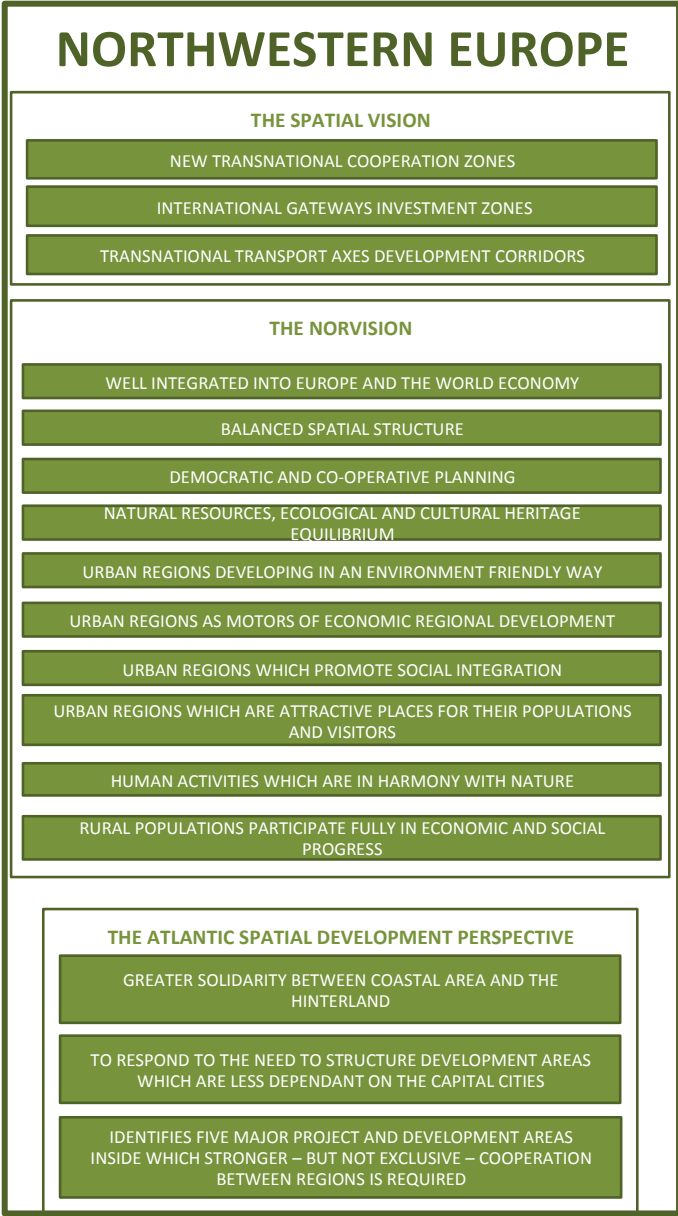 NORTHWESTERN EUROPE
THE SPATIAL VISION
NEW TRANSNATIONAL COOPERATION ZONES
INTERNATIONAL GATEWAYS INVESTMENT ZONES
TRANSNATIONAL TRANSPORT AXES DEVELOPMENT CORRIDORS
THE NORVISION
WELL INTEGRATED INTO EUROPE AND THE WORLD ECONOMY
BALANCED SPATIAL STRUCTURE
DEMOCRATIC AND CO-OPERATIVE PLANNING
NATURAL RESOURCES, ECOLOGICAL AND CULTURAL HERITAGE
EQUILIBRIUM
URBAN REGIONS DEVELOPING IN AN ENVIRONMENT FRIENDLY WAY
URBAN REGIONS AS MOTORS OF ECONOMIC REGIONAL DEVELOPMENT
URBAN REGIONS WHICH PROMOTE SOCIAL INTEGRATION
URBAN REGIONS WHICH ARE ATTRACTIVE PLACES FOR THEIR POPULATIONS
AND VISITORS
HUMAN ACTIVITIES WHICH ARE IN HARMONY WITH NATURE
RURAL POPULATIONS PARTICIPATE FULLY IN ECONOMIC AND SOCIAL
PROGRESS
THE ATLANTIC SPATIAL DEVELOPMENT PERSPECTIVE
GREATER SOLIDARITY BETWEEN COASTAL AREA AND THE
HINTERLAND
TO RESPOND TO THE NEED TO STRUCTURE DEVELOPMENT AREAS
WHICH ARE LESS DEPENDANT ON THE CAPITAL CITIES
IDENTIFIES FIVE MAJOR PROJECT AND DEVELOPMENT AREAS
INSIDE WHICH STRONGER – BUT NOT EXCLUSIVE – COOPERATION
BETWEEN REGIONS IS REQUIRED